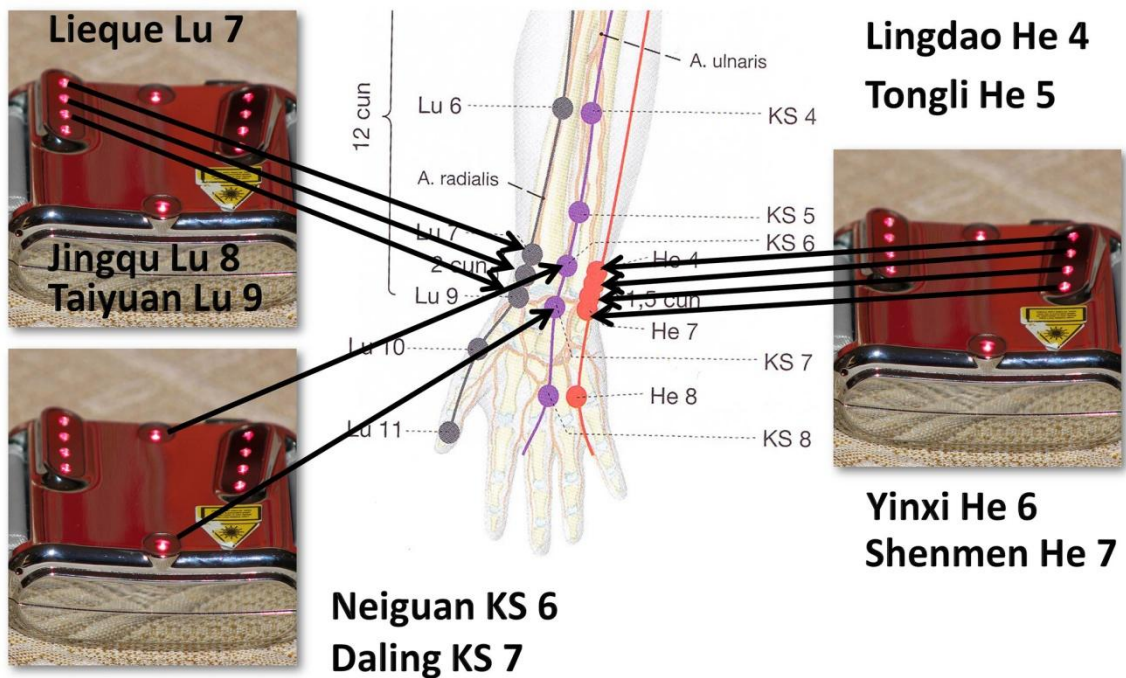 Lieque Lu 7
Jingqu Lu 8
Taiyuan Lu 9
12 cun
Lu 6
A. radialis
Lu 7
2 cun
Lu 9
Lu 10
Lu 11
A. ulnaris
KS 4
KS 5
KS 6
He 4
1,5 cun
He 7
KS 7
He 8
KS 8
Lingdao He 4
Tongli He 5
Yinxi He 6
Shenmen He 7
Neiguan KS 6
Daling KS 7